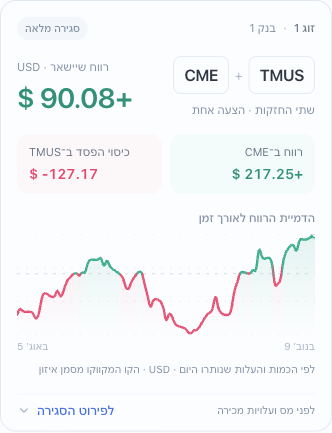 זוג 1 · בנק 1
סגירה מלאה
TMUS + CME
שתי החזקות · הצעה אחת
רווח שיישאר · USD
$ 90.08+
רווח ב־CME
$ 217.25+
כיסוי הפסד ב־TMUS
$ -127.17
הדמיית הרווח לאורך זמן
5 באוג'
9 בנוב'
לפי הכמות והעלות שנותרו היום · USD · הקו המקווקו מסמן איזון
לפני מס ועלויות מכירה
לפירוט הסגירה